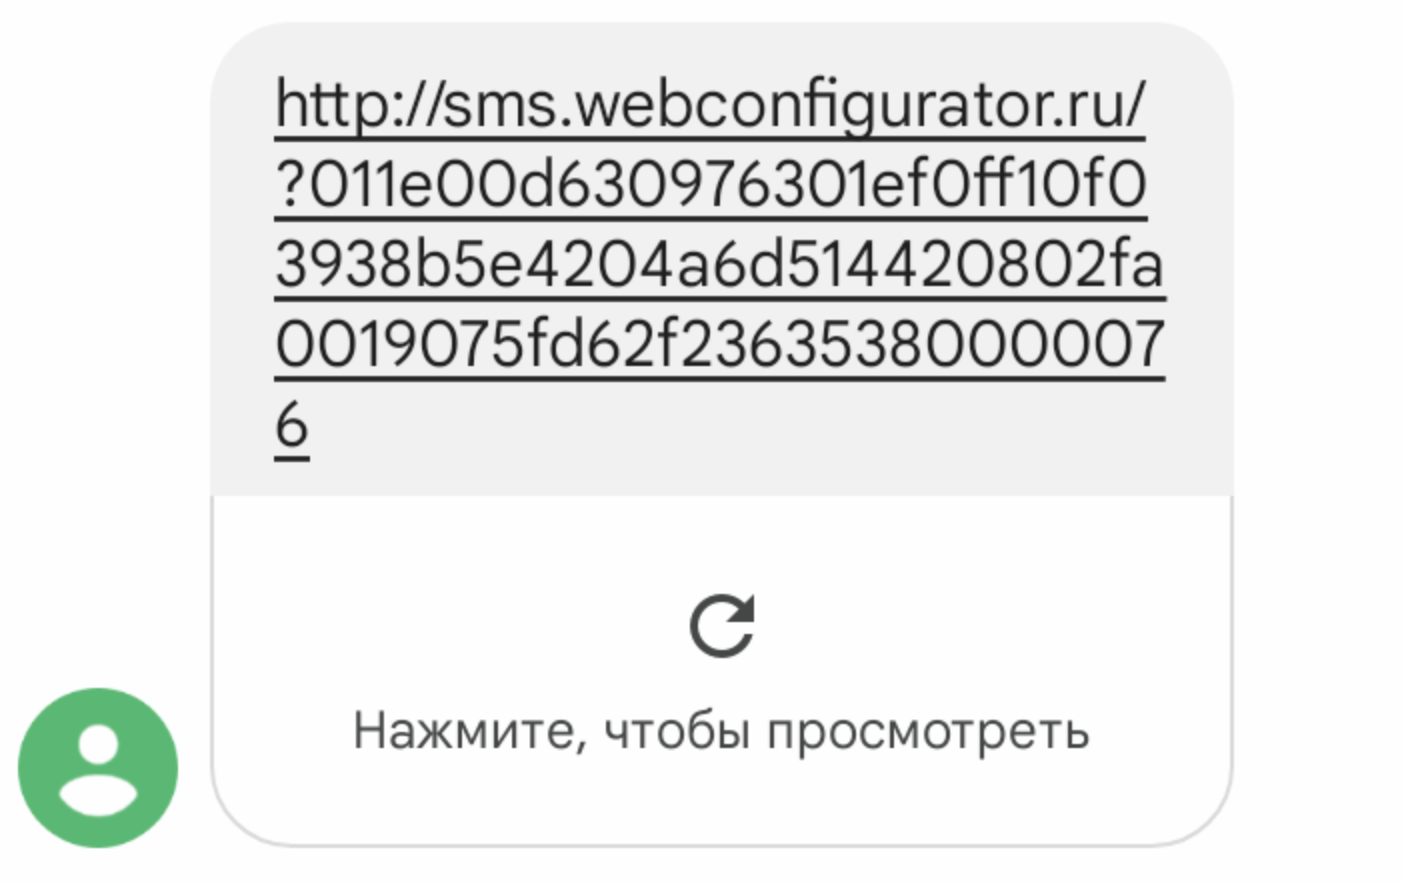 http://sms.webconfigurator.ru/
?011e00d630976301ef0ff10f0
3938b5e4204a6d514420802fa
0019075fd62f2363538000007
6
Нажмите, чтобы просмотреть